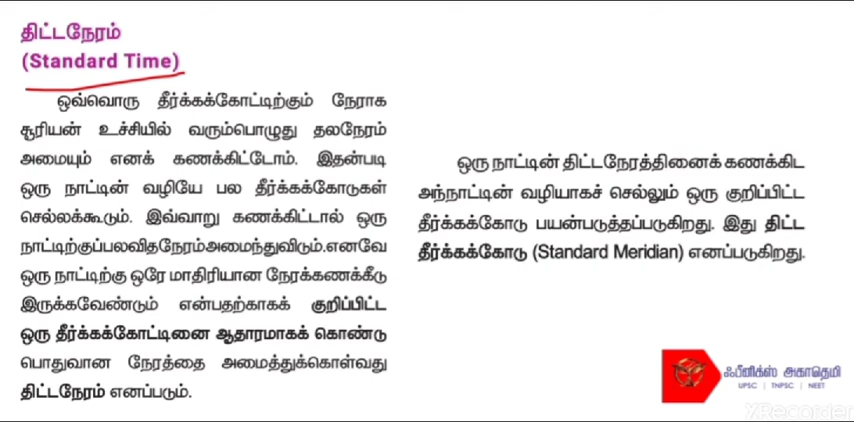 திட்டநேரம்
(Standard Time)
ஒவ்வொரு தீர்க்கக்கோட்டிற்கும் நேராக
சூரியன் உச்சியில் வரும்பொழுது தலநேரம்
அமையும் எனக் கணக்கிட்டோம். இதன்படி
ஒரு நாட்டின் வழியே பல தீர்க்கக்கோடுகள்
செல்லக்கூடும். இவ்வாறு கணக்கிட்டால் ஒரு
நாட்டிற்குப்பலவிதநேரம்அமைந்துவிடும்.எனவே
ஒரு நாட்டிற்கு ஒரே மாதிரியான நேரக்கணக்கீடு
இருக்கவேண்டும் என்பதற்காகக் குறிப்பிட்ட
ஒரு தீர்க்கக்கோட்டினை ஆதாரமாகக் கொண்டு
பொதுவான நேரத்தை அமைத்துக்கொள்வது
திட்டநேரம் எனப்படும்.
ஒரு நாட்டின் திட்டநேரத்தினைக் கணக்கிட
அந்நாட்டின் வழியாகச் செல்லும் ஒரு குறிப்பிட்ட
தீர்க்கக்கோடு பயன்படுத்தப்படுகிறது. இது திட்ட
தீர்க்கக்கோடு (Standard Meridian) எனப்படுகிறது.
ஃபீனிக்ஸ் அகாதெமி
UPSC | TNPSC | NEET
XRecorder